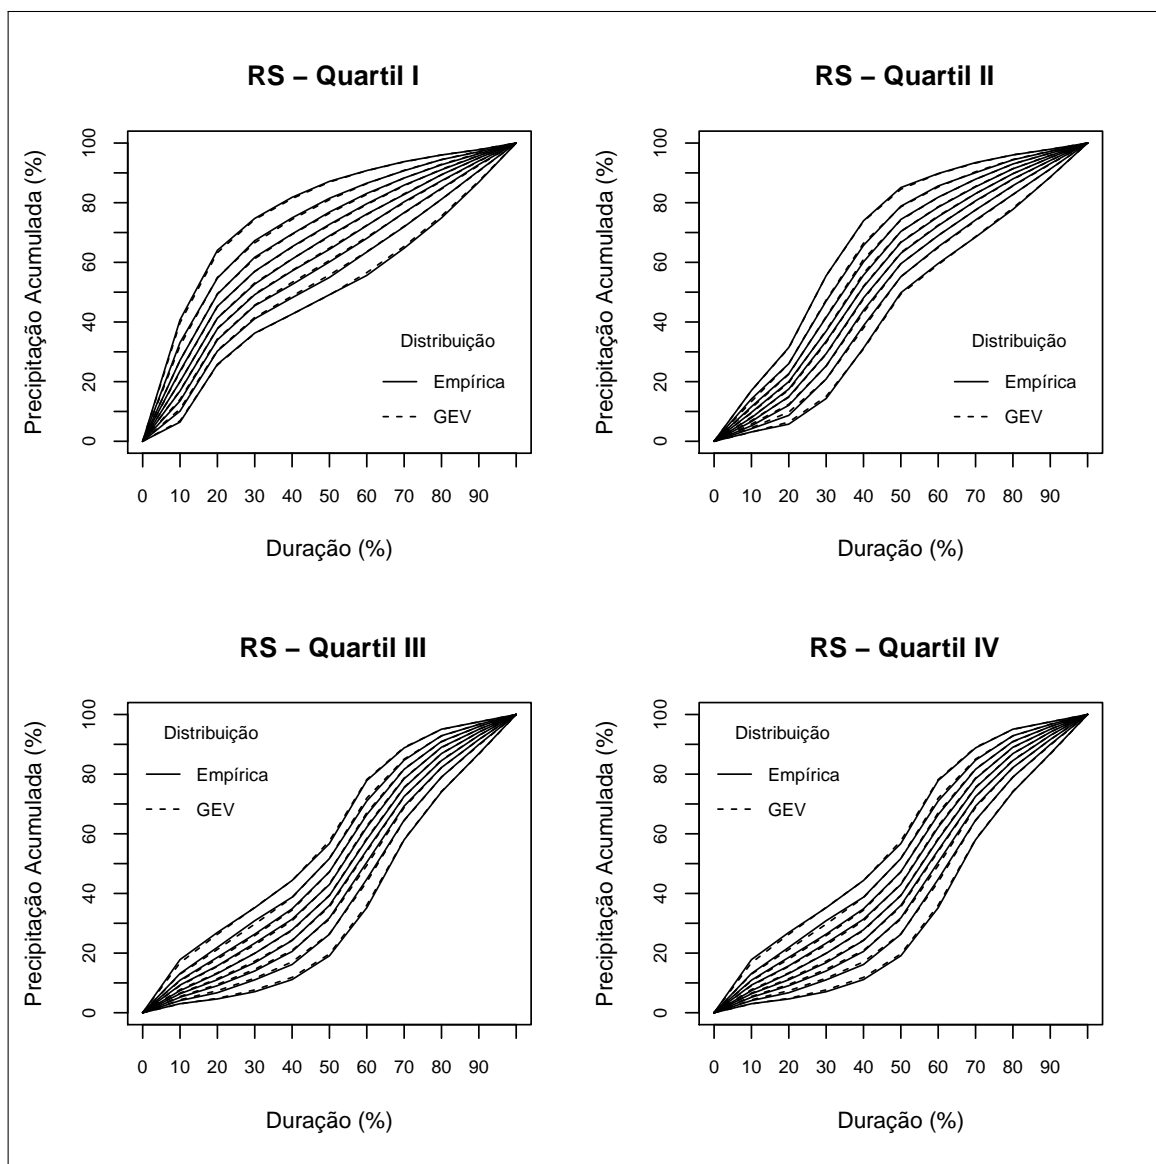 RS – Quartil I
Precipitação Acumulada (%)
0 20 40 60 80 100
Distribuição
Empírica
GEV
0 10 20 30 40 50 60 70 80 90
Duração (%)
RS – Quartil II
Precipitação Acumulada (%)
0 20 40 60 80 100
Distribuição
Empírica
GEV
0 10 20 30 40 50 60 70 80 90
Duração (%)
RS – Quartil III
Precipitação Acumulada (%)
0 20 40 60 80 100
Distribuição
Empírica
GEV
0 10 20 30 40 50 60 70 80 90
Duração (%)
RS – Quartil IV
Precipitação Acumulada (%)
0 20 40 60 80 100
Distribuição
Empírica
GEV
0 10 20 30 40 50 60 70 80 90
Duração (%)